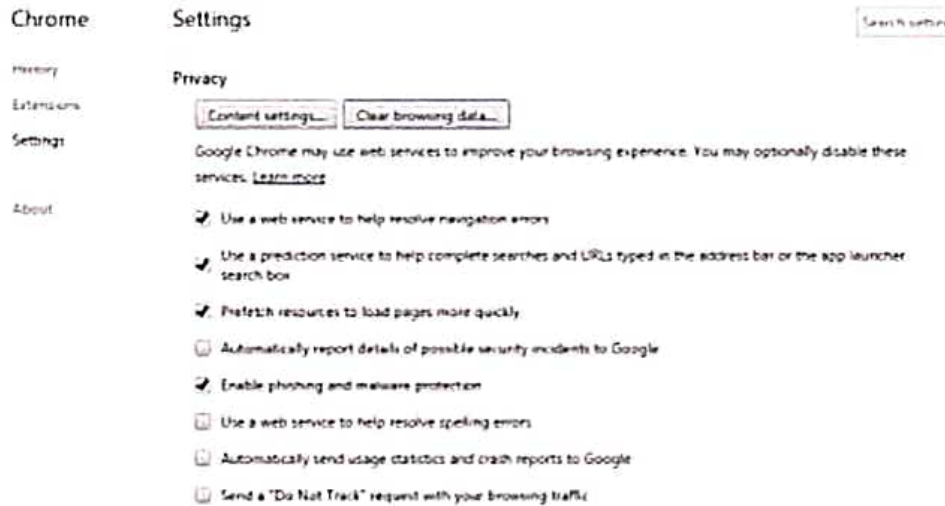 Chrome
Settings
Search setting
History
Extensions
Settings
About
Privacy
Content settings...
Clear browsing data...
Google Chrome may use web services to improve your browsing experience. You may optionally disable these
services. Learn more
Use a web service to help resolve navigation errors
Use a prediction service to help complete searches and URLs typed in the address bar or the app launcher
search box
Prefetch resources to load pages more quickly
Automatically report details of possible security incidents to Google
Enable phishing and malware protection
Use a web service to help resolve spelling errors
Automatically send usage statistics and crash reports to Google
Send a "Do Not Track" request with your browsing traffic